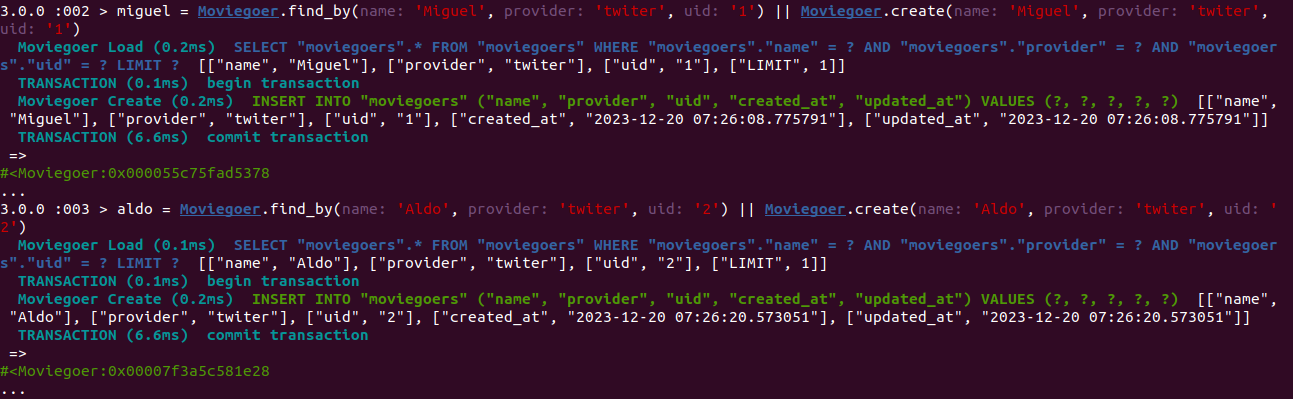 3.0.0 :002 > miguel = Moviegoer.find_by(name: 'Miguel', provider: 'twiter', uid: '1') || Moviegoer.create(name: 'Miguel', provider: 'twiter',
uid: '1')
  Moviegoer Load (0.2ms)  SELECT "moviegoers".* FROM "moviegoers" WHERE "moviegoers"."name" = ? AND "moviegoers"."provider" = ? AND "moviegoer
s"."uid" = ? LIMIT ?  [["name", "Miguel"], ["provider", "twiter"], ["uid", "1"], ["LIMIT", 1]]
  TRANSACTION (0.1ms)  begin transaction
  Moviegoer Create (0.2ms)  INSERT INTO "moviegoers" ("name", "provider", "uid", "created_at", "updated_at") VALUES (?, ?, ?, ?, ?)  [["name",
 "Miguel"], ["provider", "twiter"], ["uid", "1"], ["created_at", "2023-12-20 07:26:08.775791"], ["updated_at", "2023-12-20 07:26:08.775791"]]
  TRANSACTION (6.6ms)  commit transaction
 =>
#<Moviegoer:0x000055c75fad5378
...
3.0.0 :003 > aldo = Moviegoer.find_by(name: 'Aldo', provider: 'twiter', uid: '2') || Moviegoer.create(name: 'Aldo', provider: 'twiter', uid: '
2')
  Moviegoer Load (0.1ms)  SELECT "moviegoers".* FROM "moviegoers" WHERE "moviegoers"."name" = ? AND "moviegoers"."provider" = ? AND "moviegoer
s"."uid" = ? LIMIT ?  [["name", "Aldo"], ["provider", "twiter"], ["uid", "2"], ["LIMIT", 1]]
  TRANSACTION (0.1ms)  begin transaction
  Moviegoer Create (0.2ms)  INSERT INTO "moviegoers" ("name", "provider", "uid", "created_at", "updated_at") VALUES (?, ?, ?, ?, ?)  [["name",
 "Aldo"], ["provider", "twiter"], ["uid", "2"], ["created_at", "2023-12-20 07:26:20.573051"], ["updated_at", "2023-12-20 07:26:20.573051"]]
  TRANSACTION (6.6ms)  commit transaction
 =>
#<Moviegoer:0x00007f3a5c581e28
...